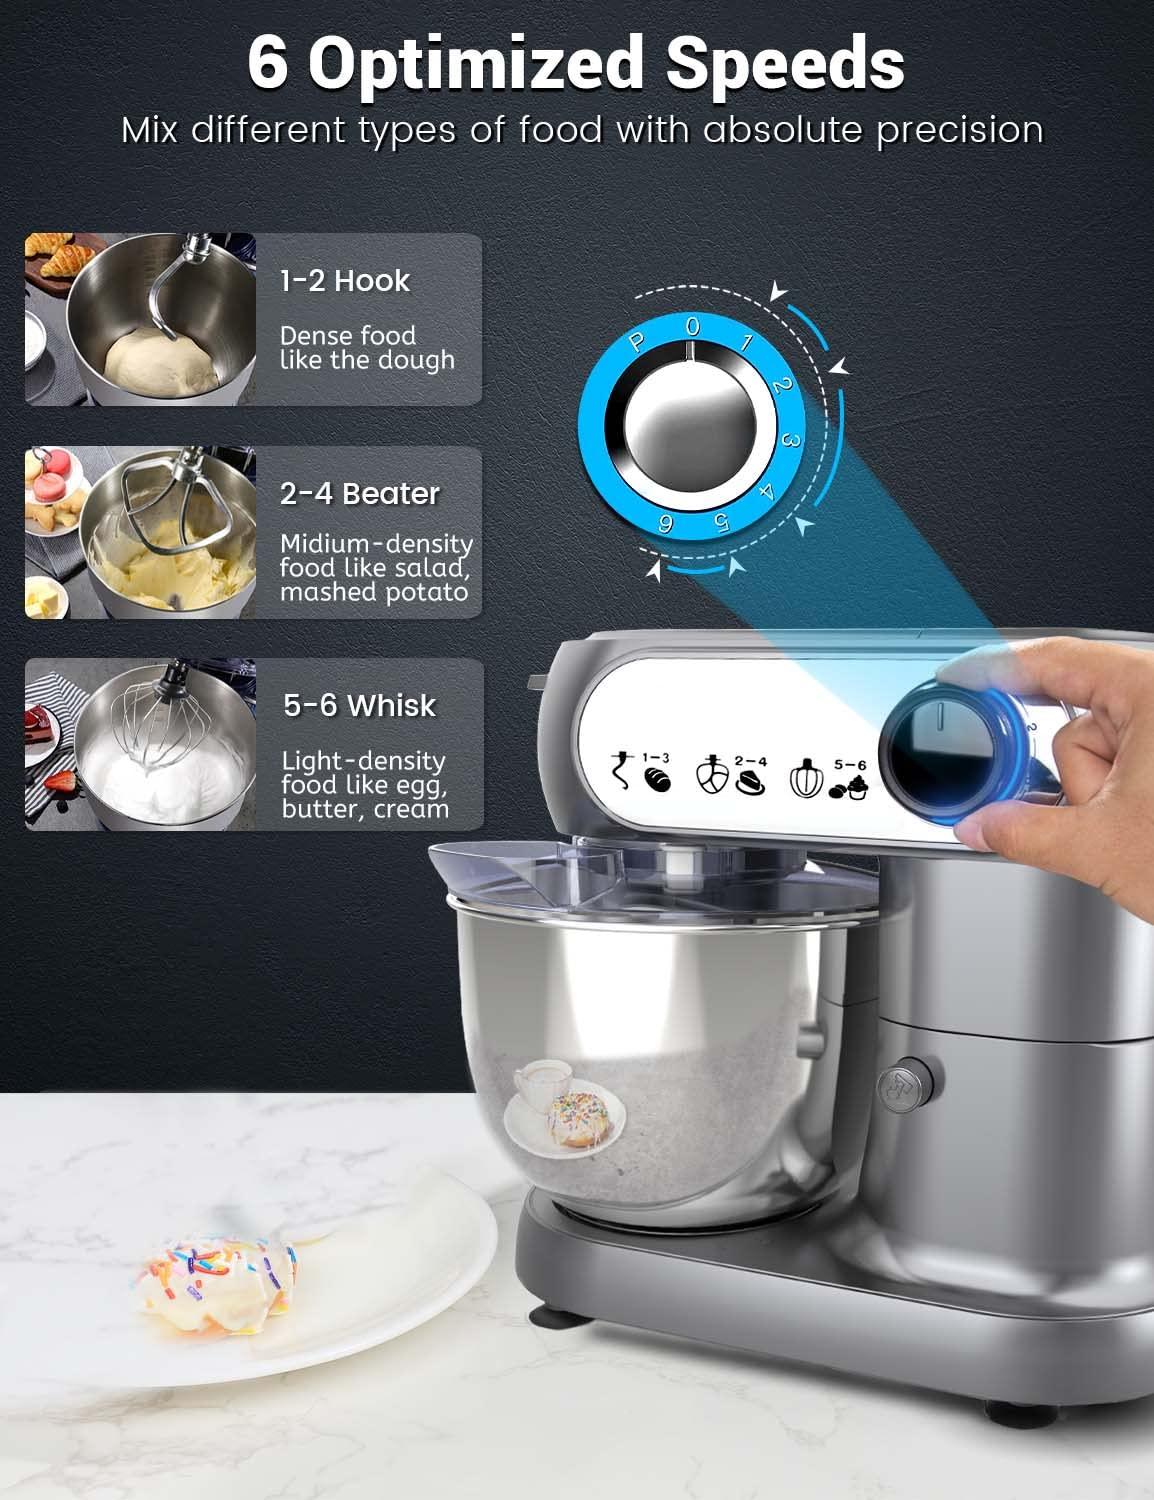 6 Optimized Speeds
Mix different types of food with absolute precision
1-2 Hook
Dense food
like the dough
2-4 Beater
Midium-density
food like salad,
mashed potato
5-6 Whisk
Light-density
food like egg,
butter, cream
P 0 1 2 3 4 5 6
1-3
2-4
5-6
2